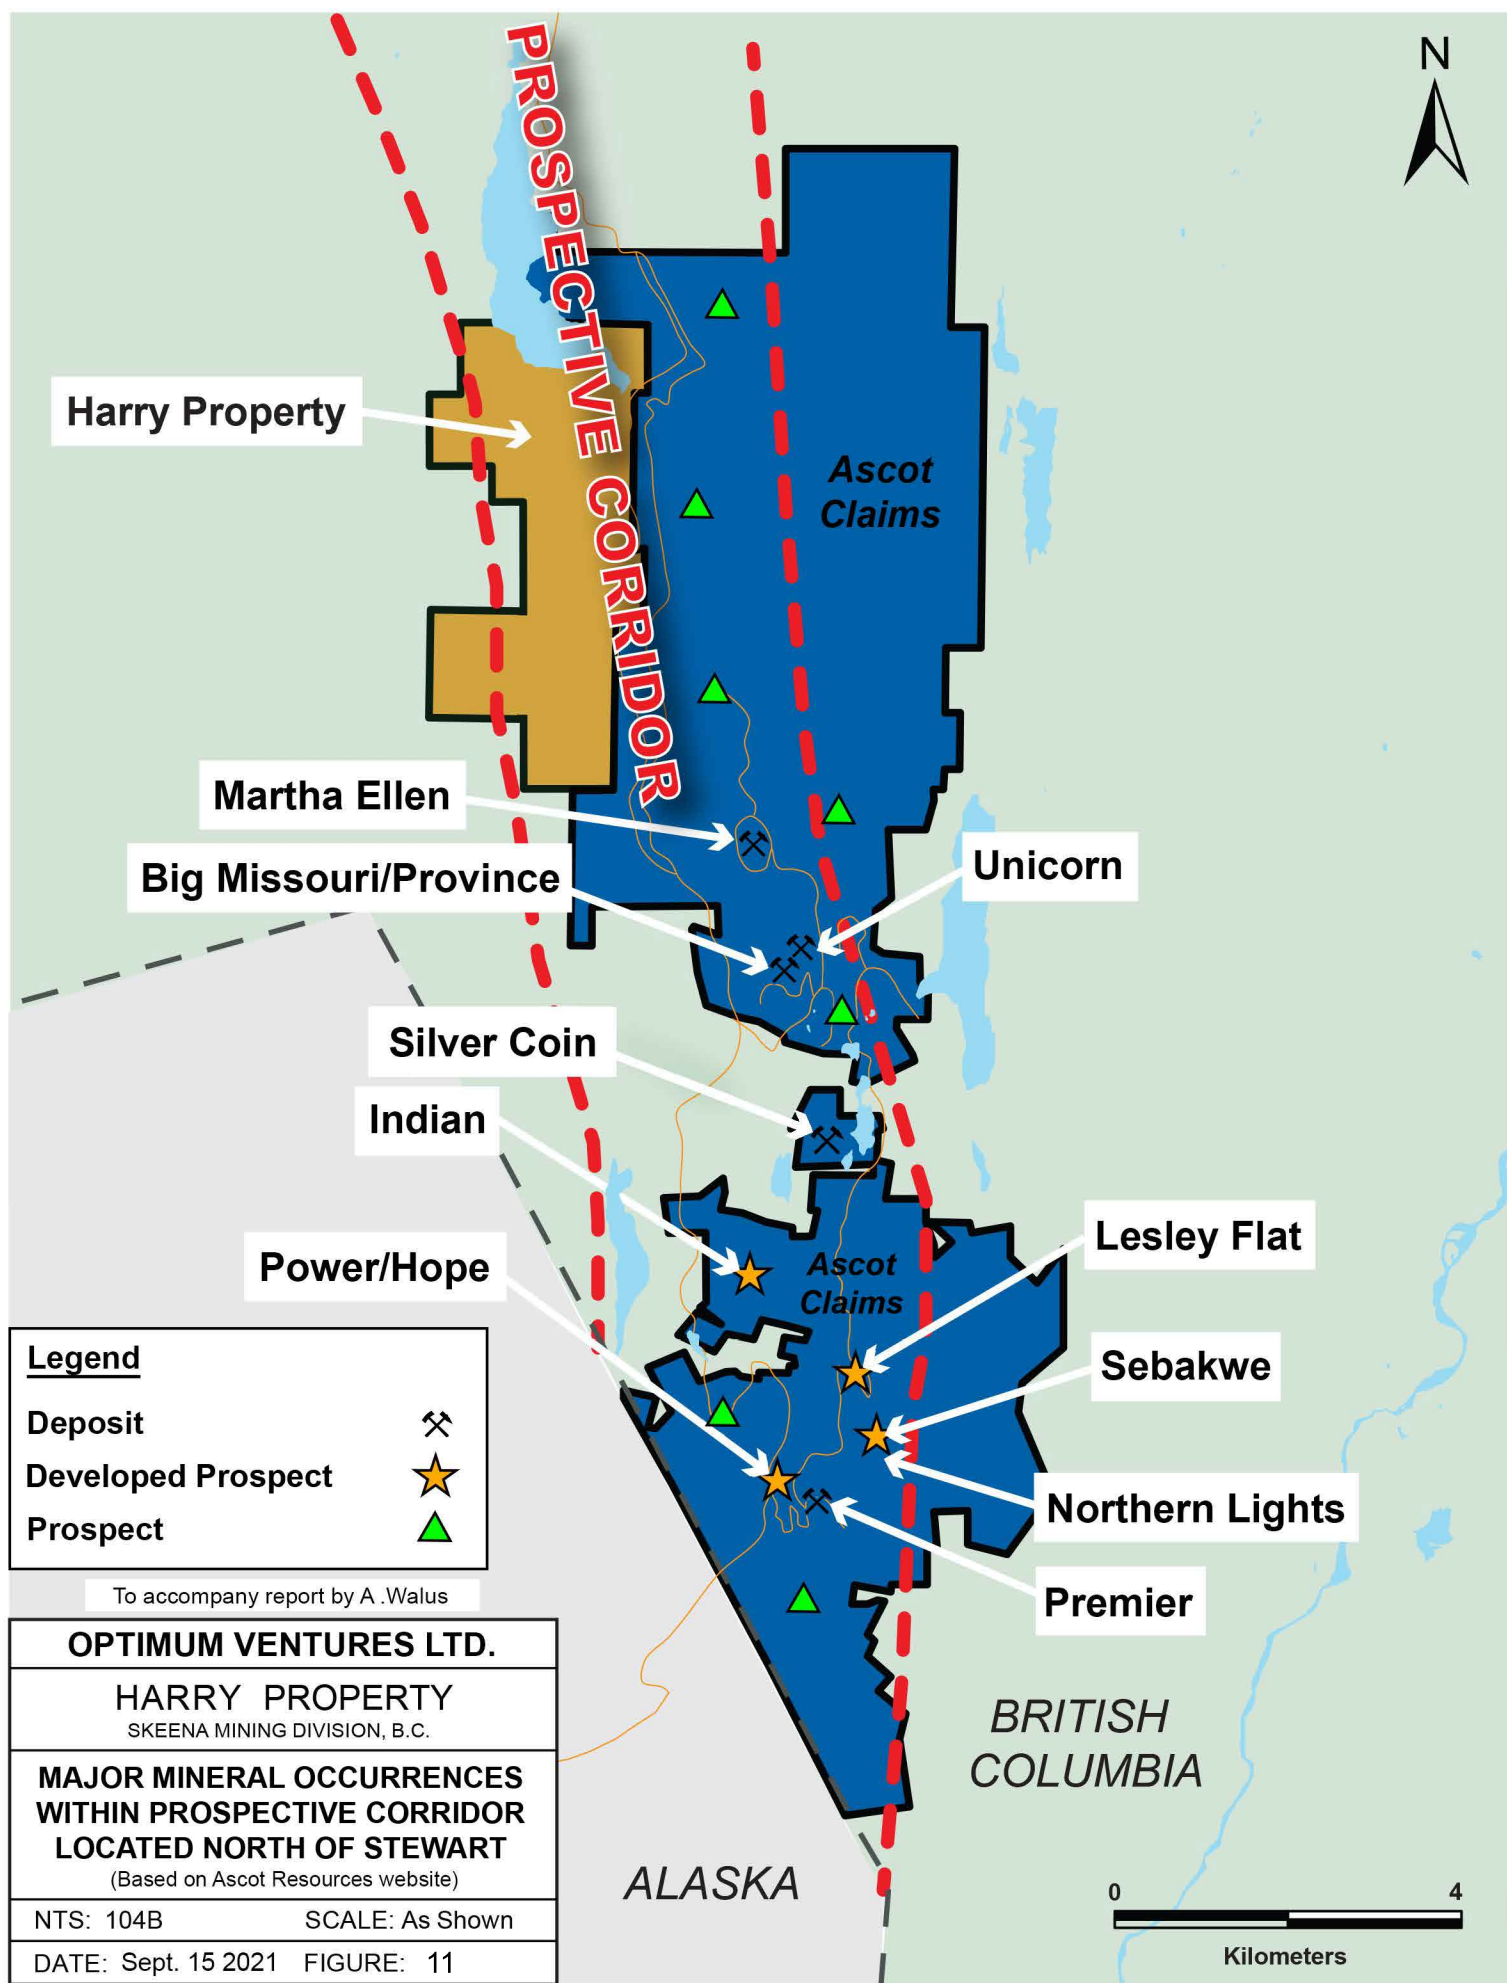 PROSPECTIVE CORRIDOR
N
Harry Property
Ascot
Claims
Martha Ellen
Big Missouri/Province
Unicorn
Silver Coin
Indian
Lesley Flat
Power/Hope
Ascot
Claims
Sebakwe
Northern Lights
Premier
Legend
Deposit
Developed Prospect
Prospect
To accompany report by A .Walus
OPTIMUM VENTURES LTD.
HARRY PROPERTY
SKEENA MINING DIVISION, B.C.
MAJOR MINERAL OCCURRENCES
WITHIN PROSPECTIVE CORRIDOR
LOCATED NORTH OF STEWART
(Based on Ascot Resources website)
NTS: 104B SCALE: As Shown
DATE: Sept. 15 2021 FIGURE: 11
BRITISH
COLUMBIA
ALASKA
0 4
Kilometers